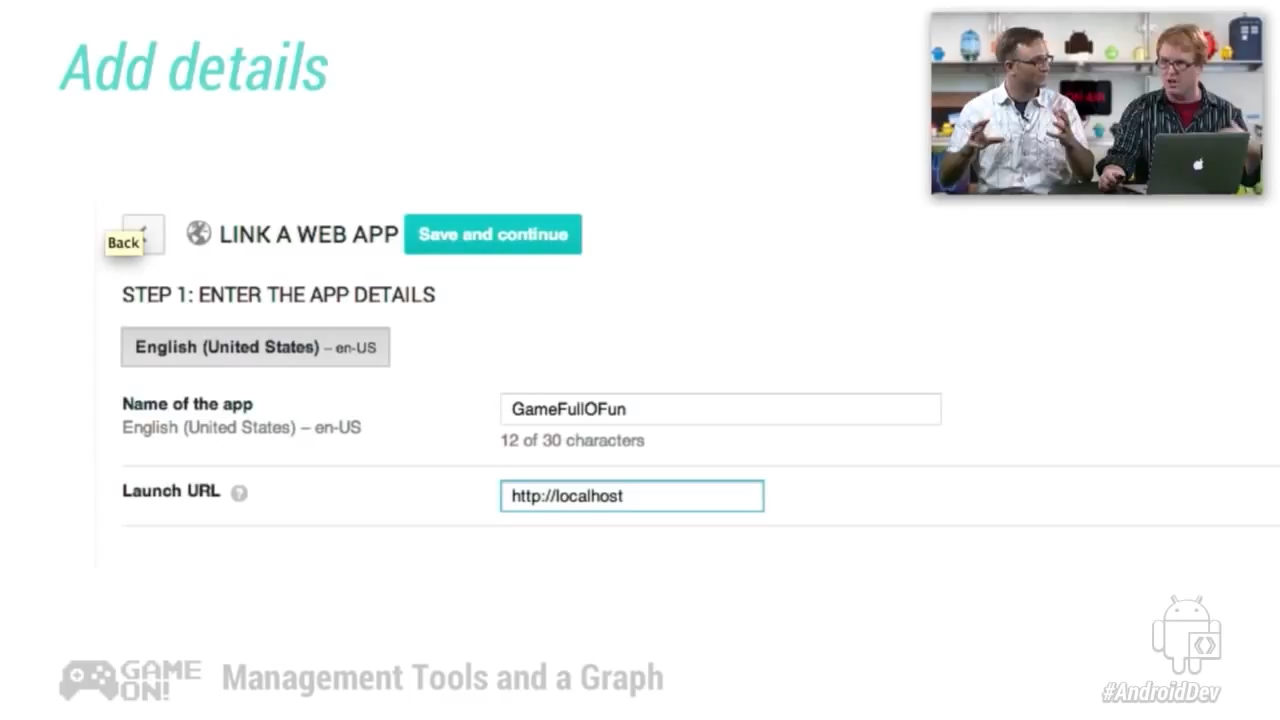 Add details
ON-AIR
Back
LINK A WEB APP
Save and continue
STEP 1: ENTER THE APP DETAILS
English (United States) – en-US
Name of the app
GameFullOFun
English (United States) – en-US
12 of 30 characters
Launch URL ?
http://localhost
GAME
ON!
Management Tools and a Graph
#AndroidDev